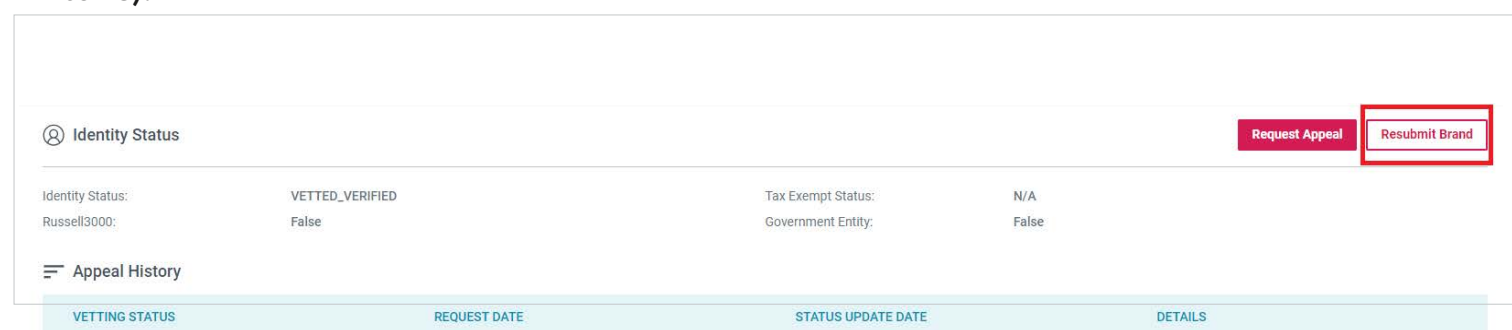 Identity Status
Request Appeal
Resubmit Brand
Identity Status: VETTED_VERIFIED Tax Exempt Status: N/A
Russell3000: False Government Entity: False
Appeal History
VETTING STATUS REQUEST DATE STATUS UPDATE DATE DETAILS